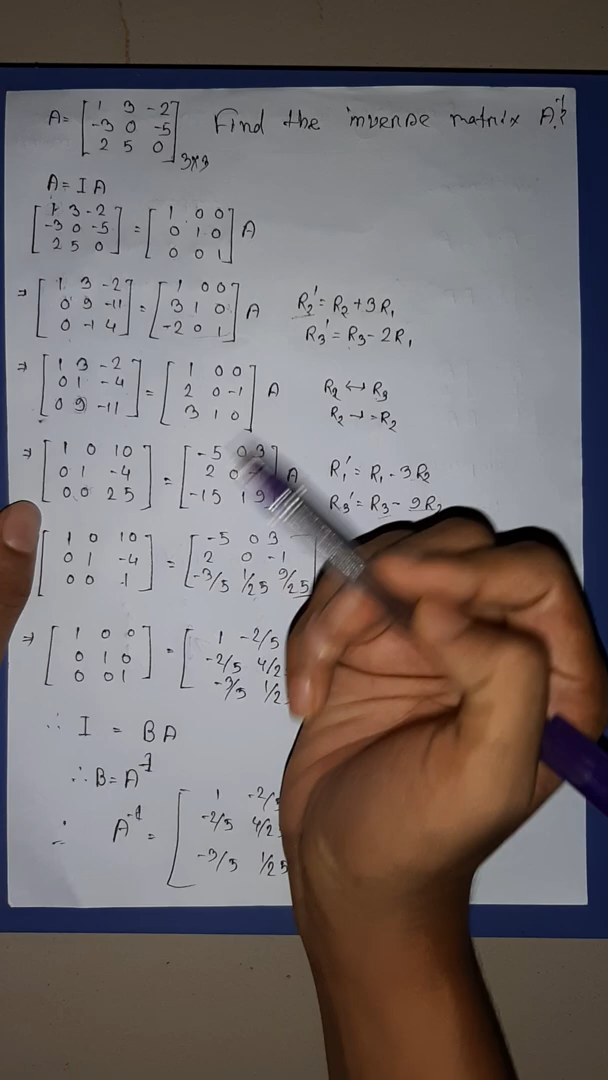 A = [ 1 3 -2 Find the inverse matrix A⁻¹?
-3 0 -5
2 5 0 ] 3×3
A = I A
[ 1 3 -2 = [ 1 0 0
-3 0 -5 0 1 0 A
2 5 0 ] 0 0 1 ]
⇒ [ 1 3 -2 = [ 1 0 0
0 9 -11 3 1 0 A R₂' = R₂ + 3R₁
0 -1 4 ] -2 0 1 ] R₃' = R₃ - 2R₁
⇒ [ 1 3 -2 = [ 1 0 0
0 1 -4 2 0 -1 A R₂ ↔ R₃
0 9 -11 ] 3 1 0 ] R₂ → -R₂
⇒ [ 1 0 10 = [ -5 0 3
0 1 -4 2 0 A R₁' = R₁ - 3R₂
0 0 25 ] -15 1 9 ] R₃' = R₃ - 9R₂
[ 1 0 10 = [ -5 0 3
0 1 -4 2 0 -1
0 0 1 ] -3/5 1/25 9/25 ]
⇒ [ 1 0 0 = [ 1 -2/5
0 1 0 -2/5 4/2
0 0 1 ] 1/2
∴ I = BA
∴ B = A⁻¹
∴ A⁻¹ = [ 1 -2/5
-2/5 4/2
1/25